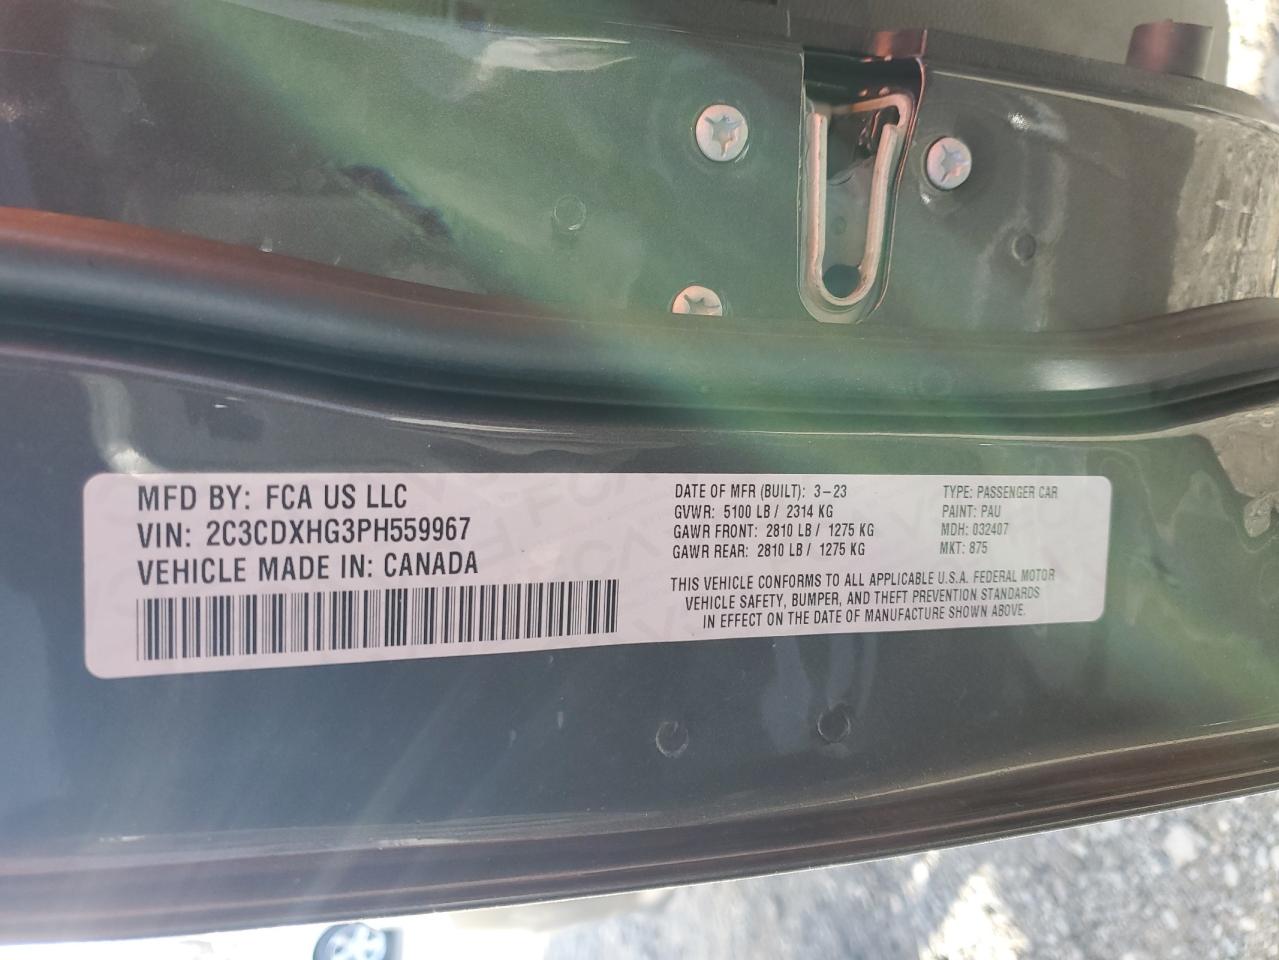 MFD BY: FCA US LLC
VIN: 2C3CDXHG3PH559967
VEHICLE MADE IN: CANADA
DATE OF MFR (BUILT): 3-23
GVWR: 5100 LB / 2314 KG
GAWR FRONT: 2810 LB / 1275 KG
GAWR REAR: 2810 LB / 1275 KG
TYPE: PASSENGER CAR
PAINT: PAU
MDH: 032407
MKT: 875
THIS VEHICLE CONFORMS TO ALL APPLICABLE U.S.A. FEDERAL MOTOR
VEHICLE SAFETY, BUMPER, AND THEFT PREVENTION STANDARDS
IN EFFECT ON THE DATE OF MANUFACTURE SHOWN ABOVE.